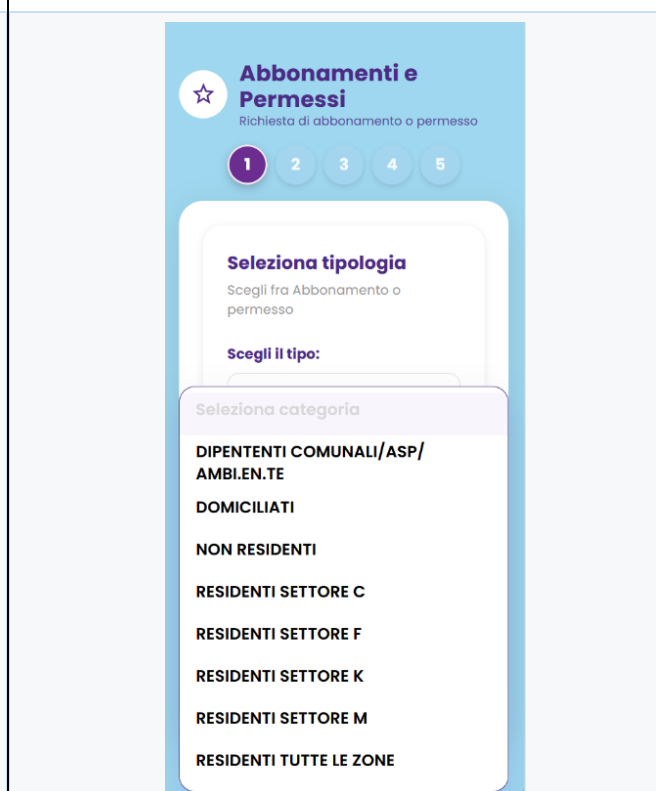 Abbonamenti e
Permessi
Richiesta di abbonamento o permesso
1 2 3 4 5
Seleziona tipologia
Scegli fra Abbonamento o
permesso
Scegli il tipo:
Seleziona categoria
DIPENTENTI COMUNALI/ASP/
AMBI.EN.TE
DOMICILIATI
NON RESIDENTI
RESIDENTI SETTORE C
RESIDENTI SETTORE F
RESIDENTI SETTORE K
RESIDENTI SETTORE M
RESIDENTI TUTTE LE ZONE